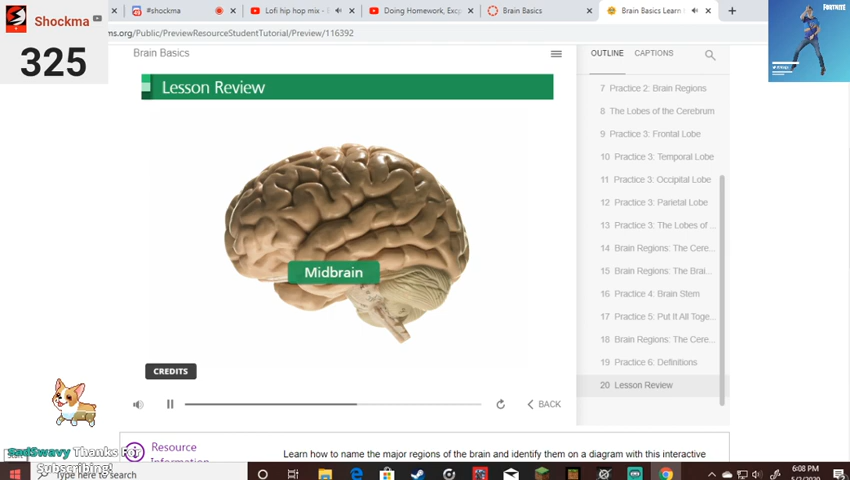 Shockma
325
#shockma
Lofi hip hop mix -
Doing Homework, Exc
Brain Basics
Brain Basics Learn
FORTNITE
ms.org/Public/PreviewResourceStudentTutorial/Preview/116392
Brain Basics
OUTLINE
CAPTIONS
Lesson Review
Midbrain
CREDITS
BACK
7 Practice 2: Brain Regions
8 The Lobes of the Cerebrum
9 Practice 3: Frontal Lobe
10 Practice 3: Temporal Lobe
11 Practice 3: Occipital Lobe
12 Practice 3: Parietal Lobe
13 Practice 3: The Lobes of ...
14 Brain Regions: The Cere...
15 Brain Regions: The Brai...
16 Practice 4: Brain Stem
17 Practice 5: Put It All Toge...
18 Brain Regions: The Cere...
19 Practice 6: Definitions
20 Lesson Review
SadSwavy Thanks For
Subscribing!
Resource
Information
Learn how to name the major regions of the brain and identify them on a diagram with this interactive
Type here to search
6:08 PM